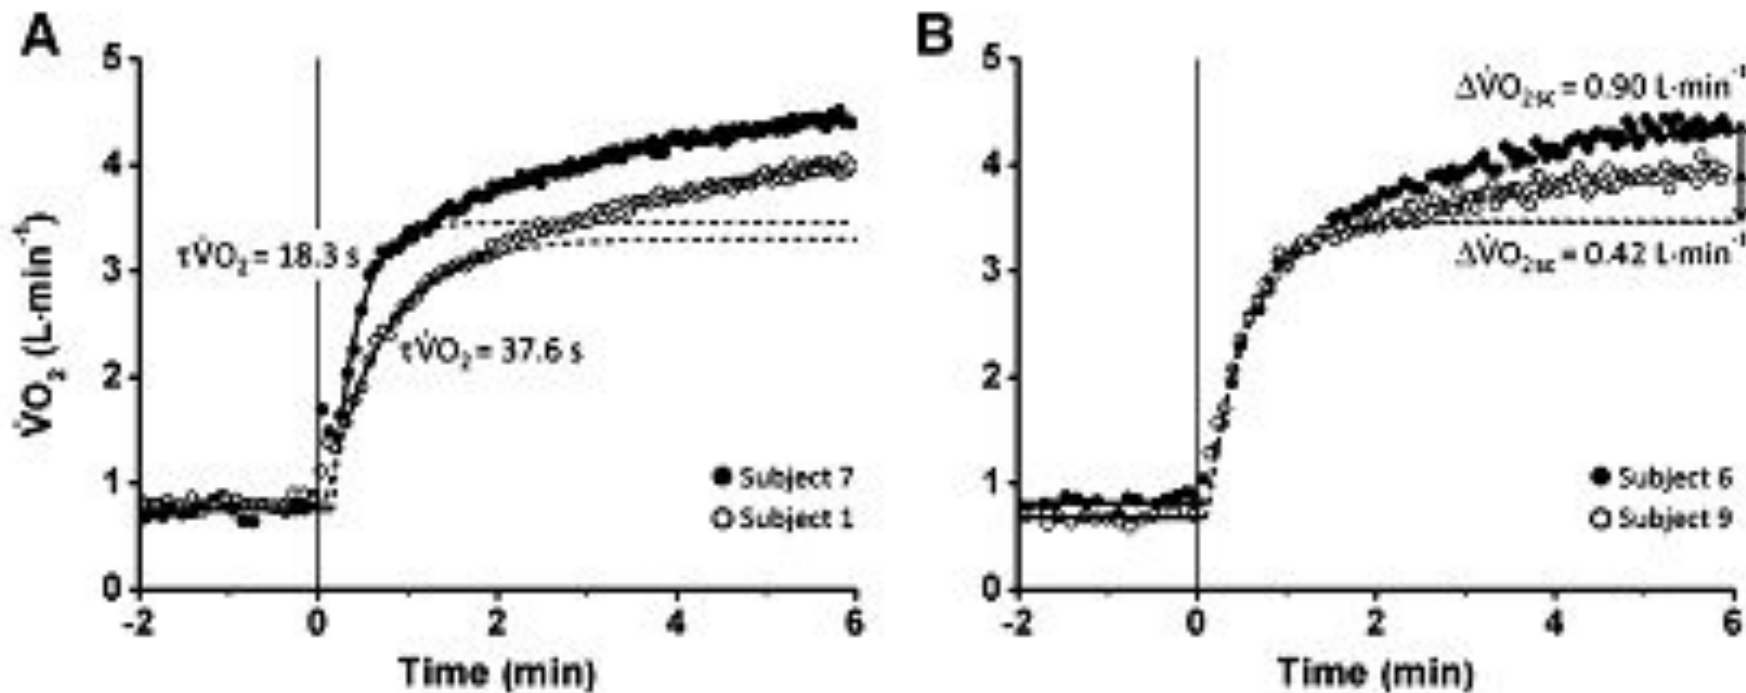 A
B
V̇O₂ (L·min⁻¹)
5
4
3
2
1
0
τV̇O₂ = 18.3 s
τV̇O₂ = 37.6 s
Subject 7
Subject 1
-2 0 2 4 6
Time (min)
5
4
3
2
1
0
ΔV̇O₂sc = 0.90 L·min⁻¹
ΔV̇O₂sc = 0.42 L·min⁻¹
Subject 6
Subject 9
-2 0 2 4 6
Time (min)